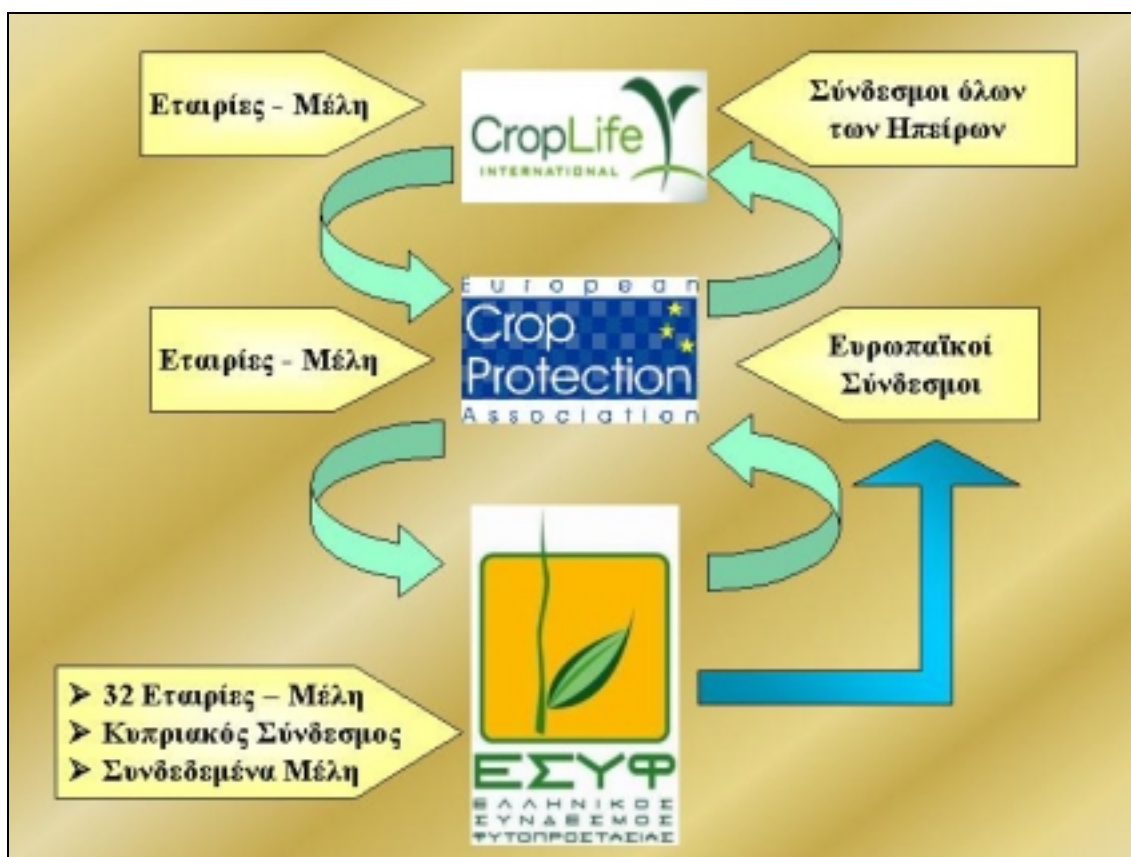 Εταιρίες - Μέλη
CropLife
INTERNATIONAL
Σύνδεσμοι όλων
των Ηπείρων
Εταιρίες - Μέλη
European
Crop
Protection
Association
Ευρωπαϊκοί
Σύνδεσμοι
➢ 32 Εταιρίες – Μέλη
➢ Κυπριακός Σύνδεσμος
➢ Συνδεδεμένα Μέλη
ΕΣΥΦ
ΕΛΛΗΝΙΚΟΣ
ΣΥΝΔΕΣΜΟΣ
ΦΥΤΟΠΡΟΣΤΑΣΙΑΣ